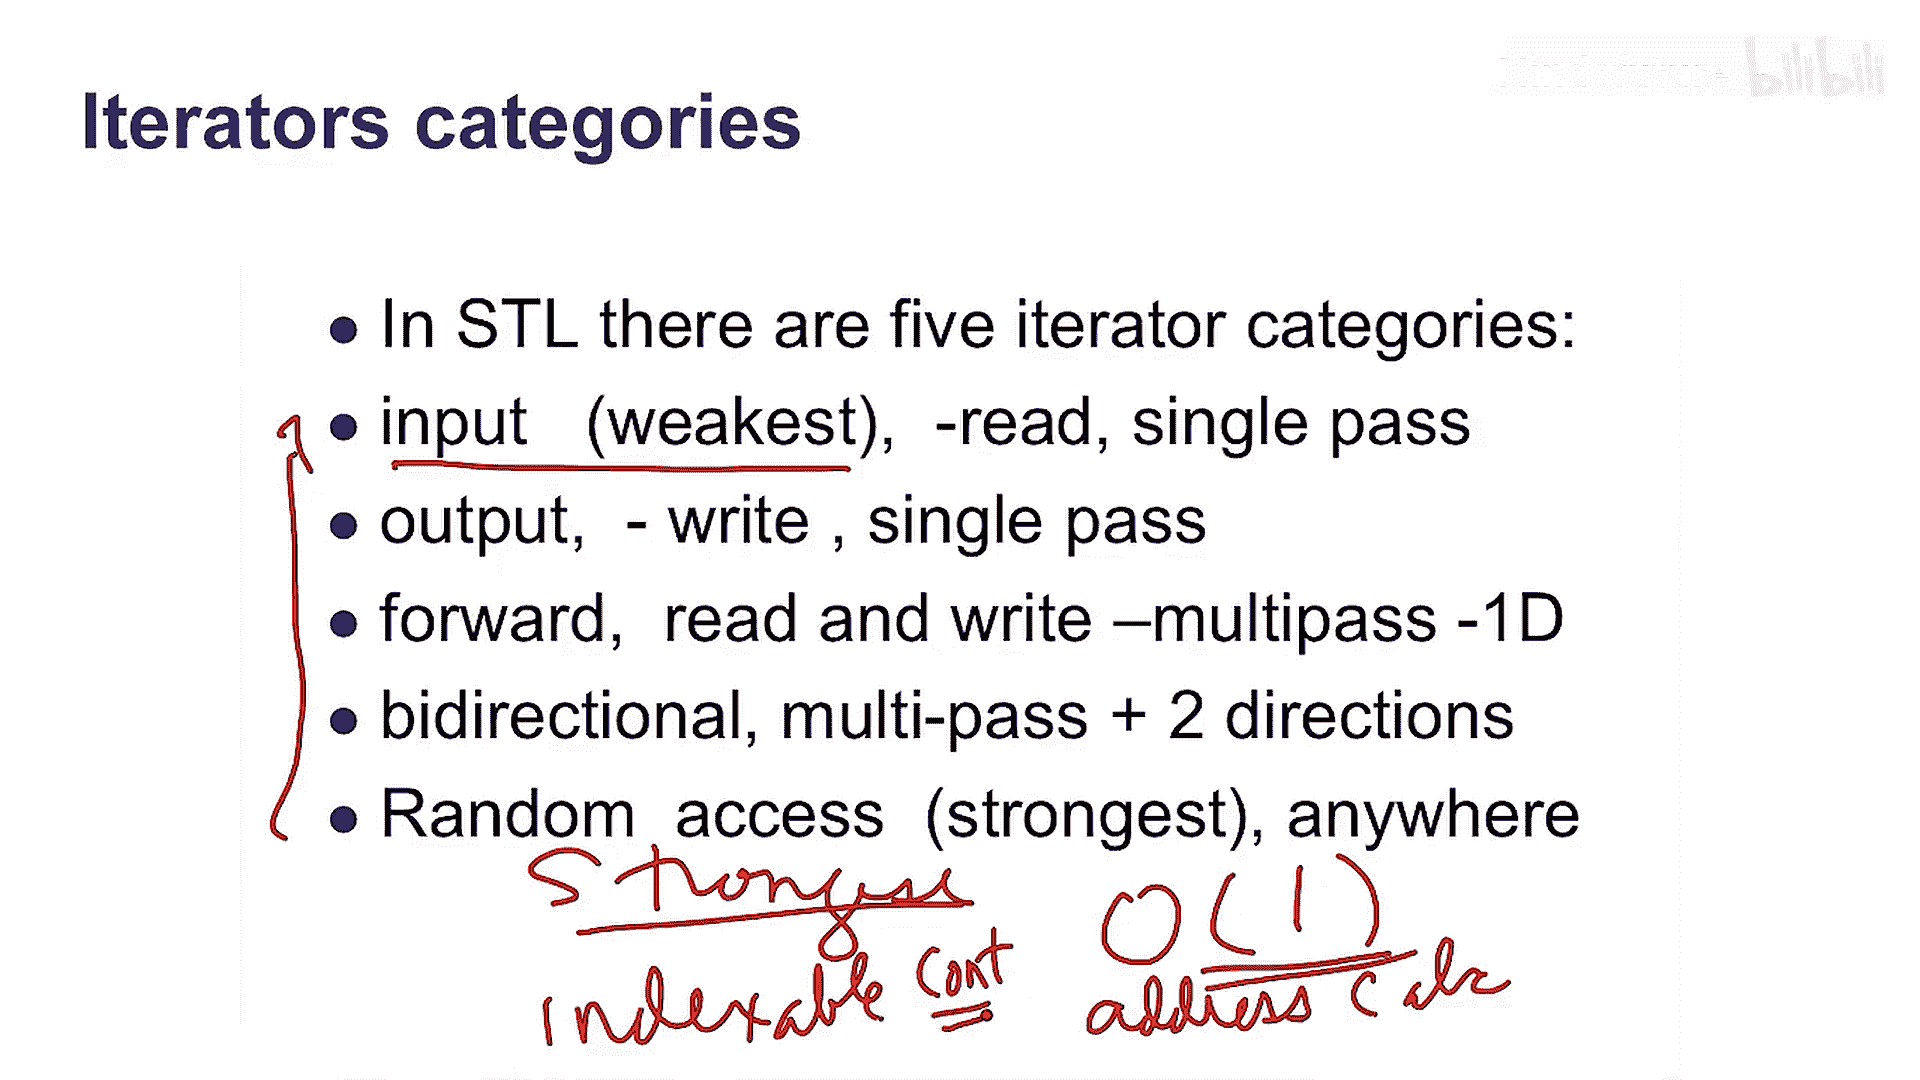 bilibili
Iterators categories
In STL there are five iterator categories:
input (weakest), -read, single pass
output, - write , single pass
forward, read and write –multipass -1D
bidirectional, multi-pass + 2 directions
Random access (strongest), anywhere
Strongest O(1)
indexable cont address calc